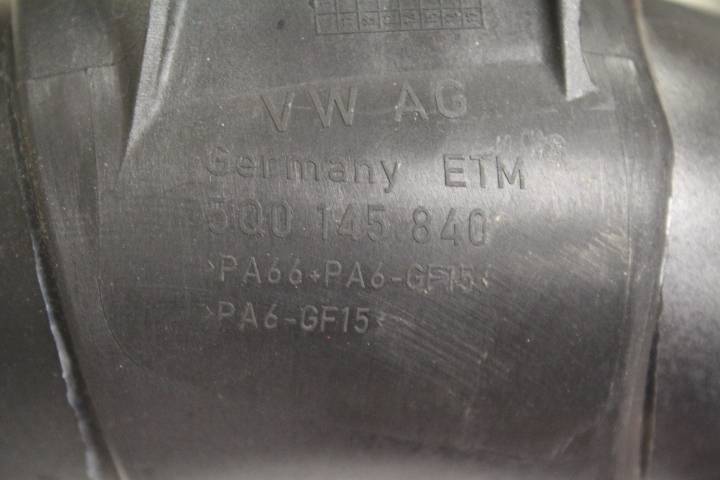 VW AG
Germany ETM
5Q0 145 840
>PA66+PA6-GF15<
>PA6-GF15<